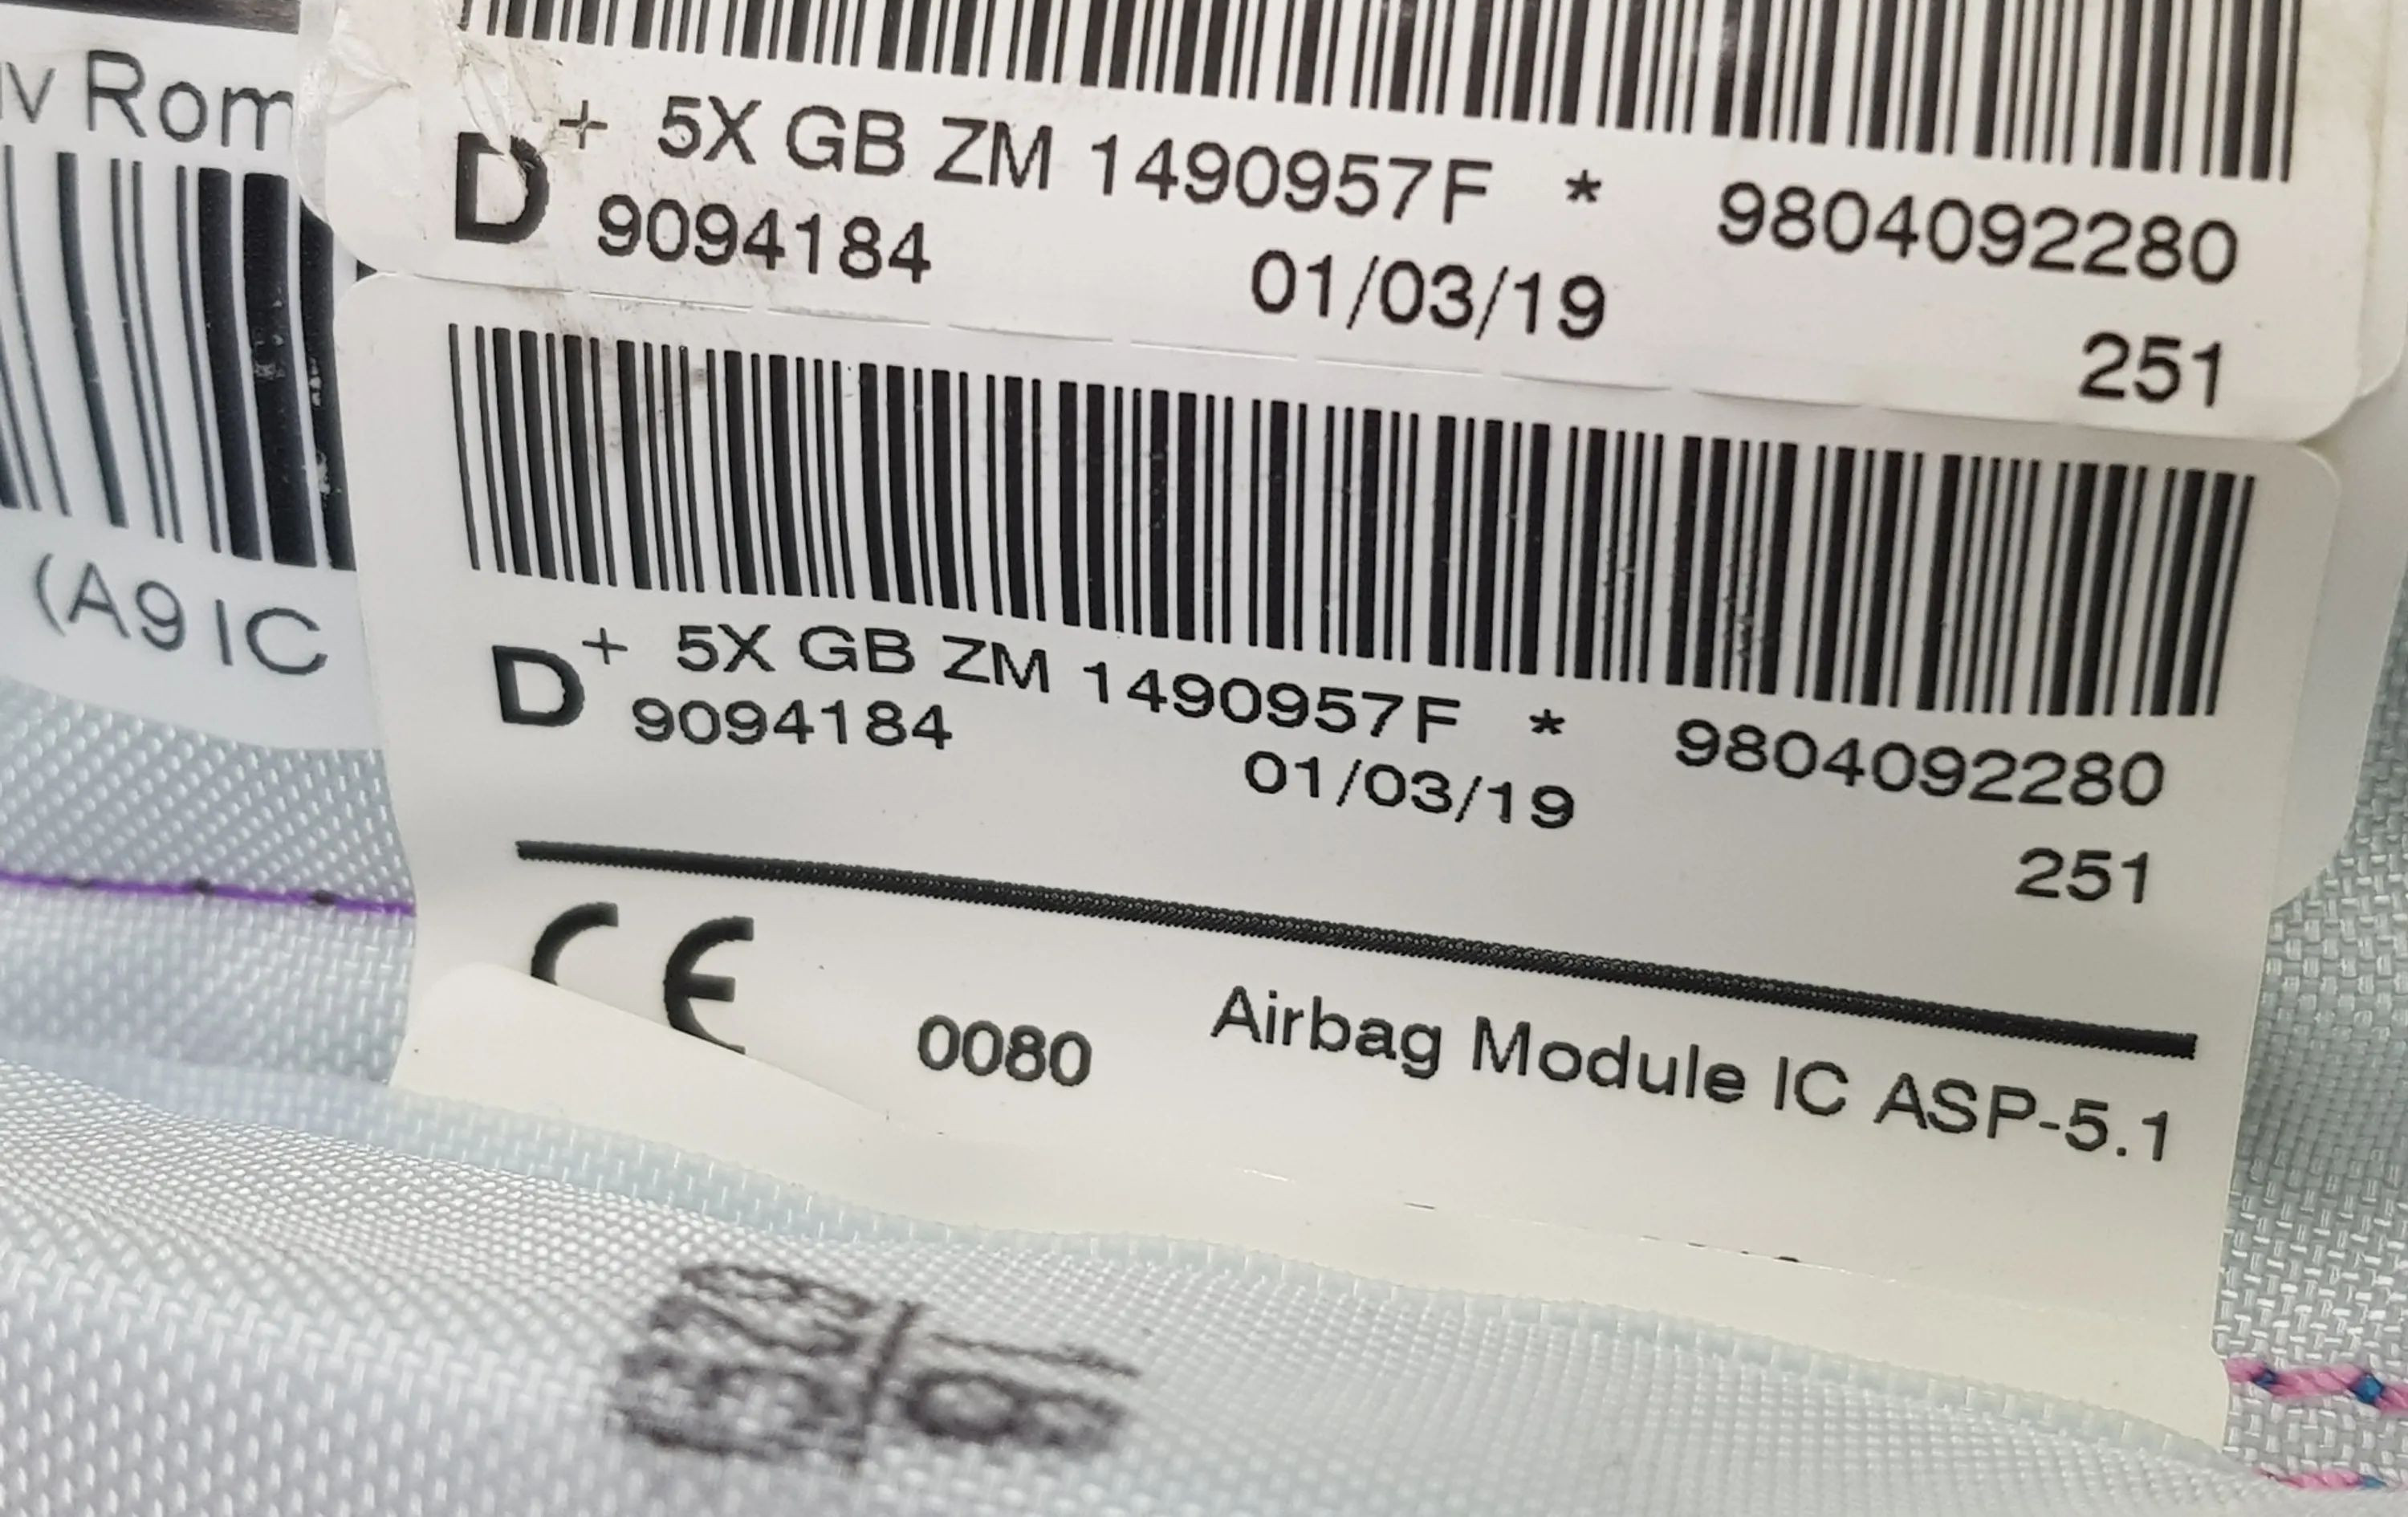 Rom
(A9 IC
D + 5X GB ZM 1490957F * 9804092280
9094184 01/03/19 251
D + 5X GB ZM 1490957F * 9804092280
9094184 01/03/19 251
CE 0080 Airbag Module IC ASP-5.1